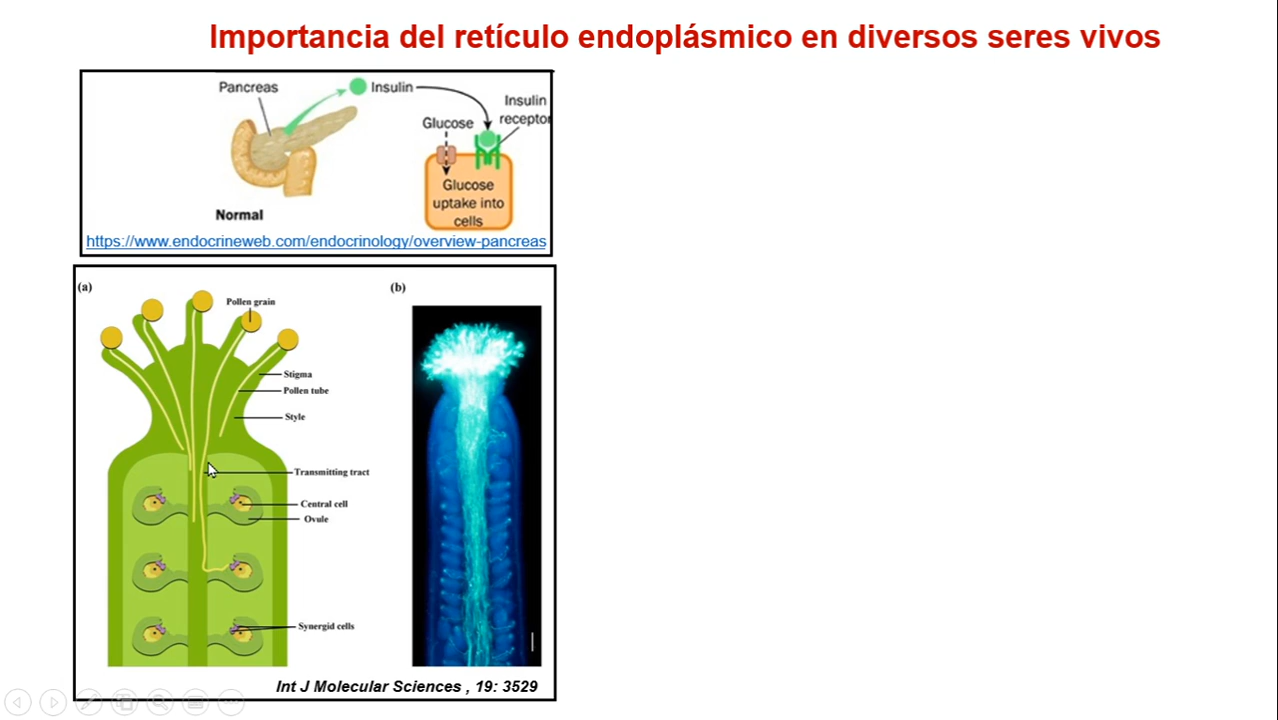 Importancia del retículo endoplásmico en diversos seres vivos
Pancreas
Insulin
Insulin
receptor
Glucose
Glucose
uptake into
cells
Normal
https://www.endocrineweb.com/endocrinology/overview-pancreas
(a)
(b)
Pollen grain
Stigma
Pollen tube
Style
Transmitting tract
Central cell
Ovule
Synergid cells
Int J Molecular Sciences , 19: 3529